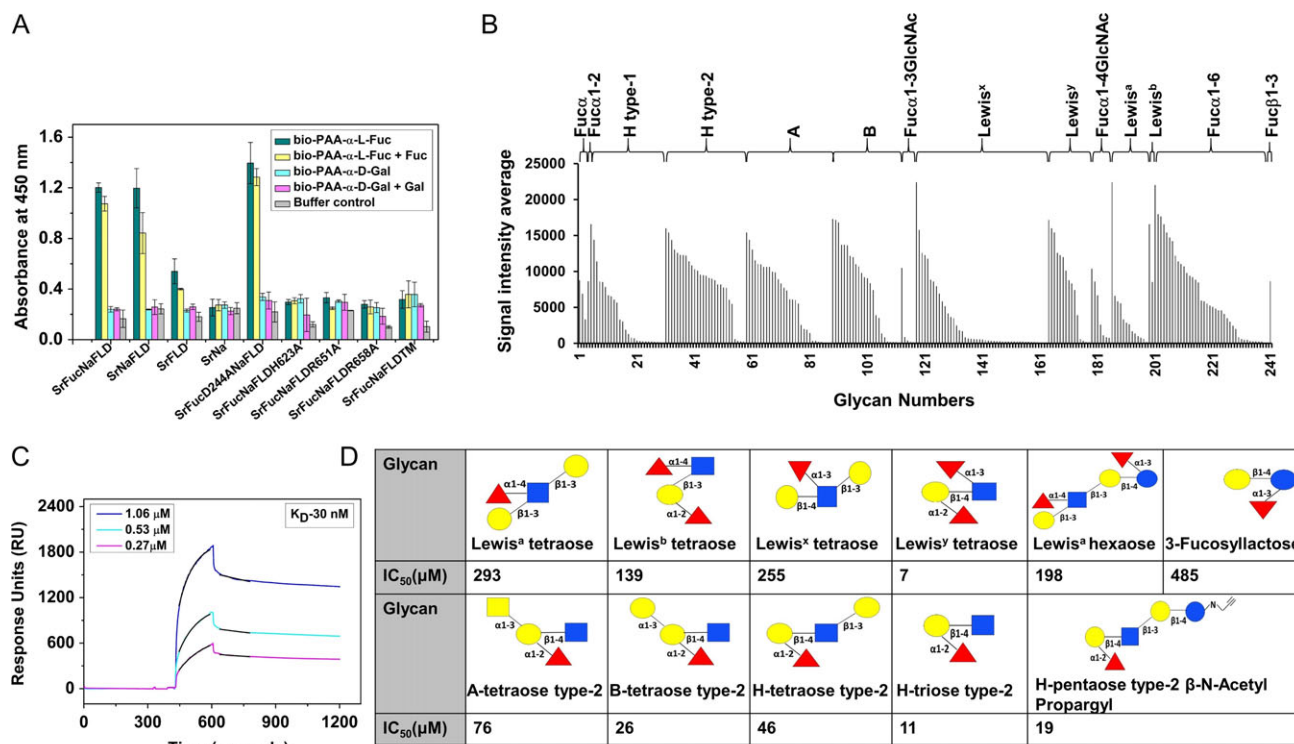 A
Absorbance at 450 nm
1.6
1.2
0.8
0.4
0.0
bio-PAA-α-L-Fuc
bio-PAA-α-L-Fuc + Fuc
bio-PAA-α-D-Gal
bio-PAA-α-D-Gal + Gal
Buffer control
SrFucNaFLD
SrNaFLD
SrFLD
SrNa
SrFucD244ANaFLD
SrFucNaFLDH623A
SrFucNaFLDR651A
SrFucNaFLDR658A
SrFucNaFLDTM
B
Fucα
Fucα1-2
H type-1
H type-2
A
B
Fucα1-3GlcNAc
Lewisˣ
Lewisʸ
Fucα1-4GlcNAc
Lewisᵃ
Lewisᵇ
Fucα1-6
Fucβ1-3
Signal intensity average
25000
20000
15000
10000
5000
0
1 21 41 61 81 101 121 141 161 181 201 221 241
Glycan Numbers
C
Response Units (RU)
2400
1800
1200
600
0
1.06 μM
0.53 μM
0.27μM
K_D-30 nM
0 300 600 900 1200
D
Glycan
α1-4 β1-3 β1-3
α1-4 β1-3 α1-2
α1-3 β1-4 β1-3
α1-3 β1-4 α1-2
α1-4 β1-3 β1-3 β1-4 α1-3
β1-4 α1-3
Lewisᵃ tetraose Lewisᵇ tetraose Lewisˣ tetraose Lewisʸ tetraose Lewisᵃ hexaose 3-Fucosyllactose
IC₅₀(μM) 293 139 255 7 198 485
Glycan
α1-3 β1-4 α1-2
α1-3 β1-4 α1-2
β1-4 α1-2 β1-3
β1-4 α1-2
β1-4 α1-2 β1-3 β1-4 N
A-tetraose type-2 B-tetraose type-2 H-tetraose type-2 H-triose type-2 H-pentaose type-2 β-N-Acetyl
Propargyl
IC₅₀(μM) 76 26 46 11 19